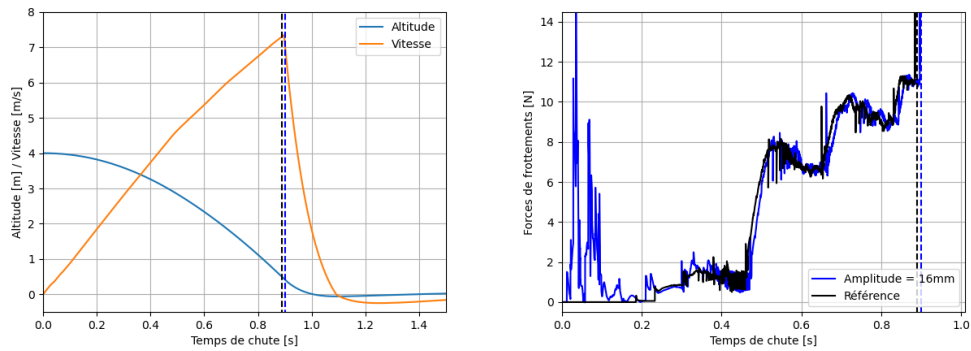 8
7
6
5
4
3
2
1
0
Altitude [m] / Vitesse [m/s]
Altitude
Vitesse
0.0 0.2 0.4 0.6 0.8 1.0 1.2 1.4
Temps de chute [s]
14
12
10
8
6
4
2
0
Forces de frottements [N]
Amplitude = 16mm
Référence
0.0 0.2 0.4 0.6 0.8 1.0
Temps de chute [s]